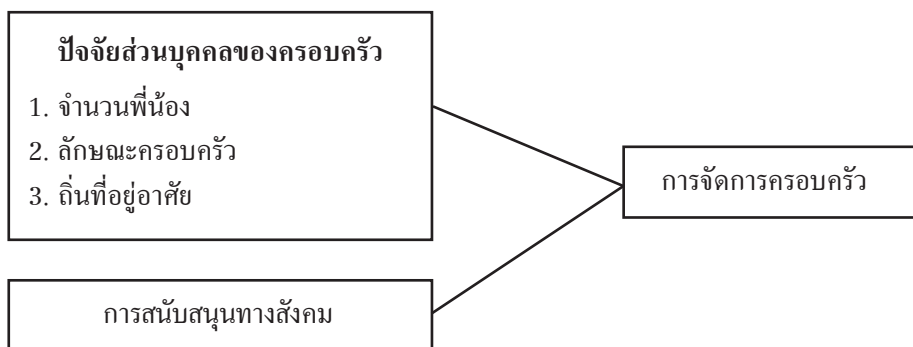 ปัจจัยส่วนบุคคลของครอบครัว
1. จำนวนพี่น้อง
2. ลักษณะครอบครัว
3. ถิ่นที่อยู่อาศัย
การจัดการครอบครัว
การสนับสนุนทางสังคม